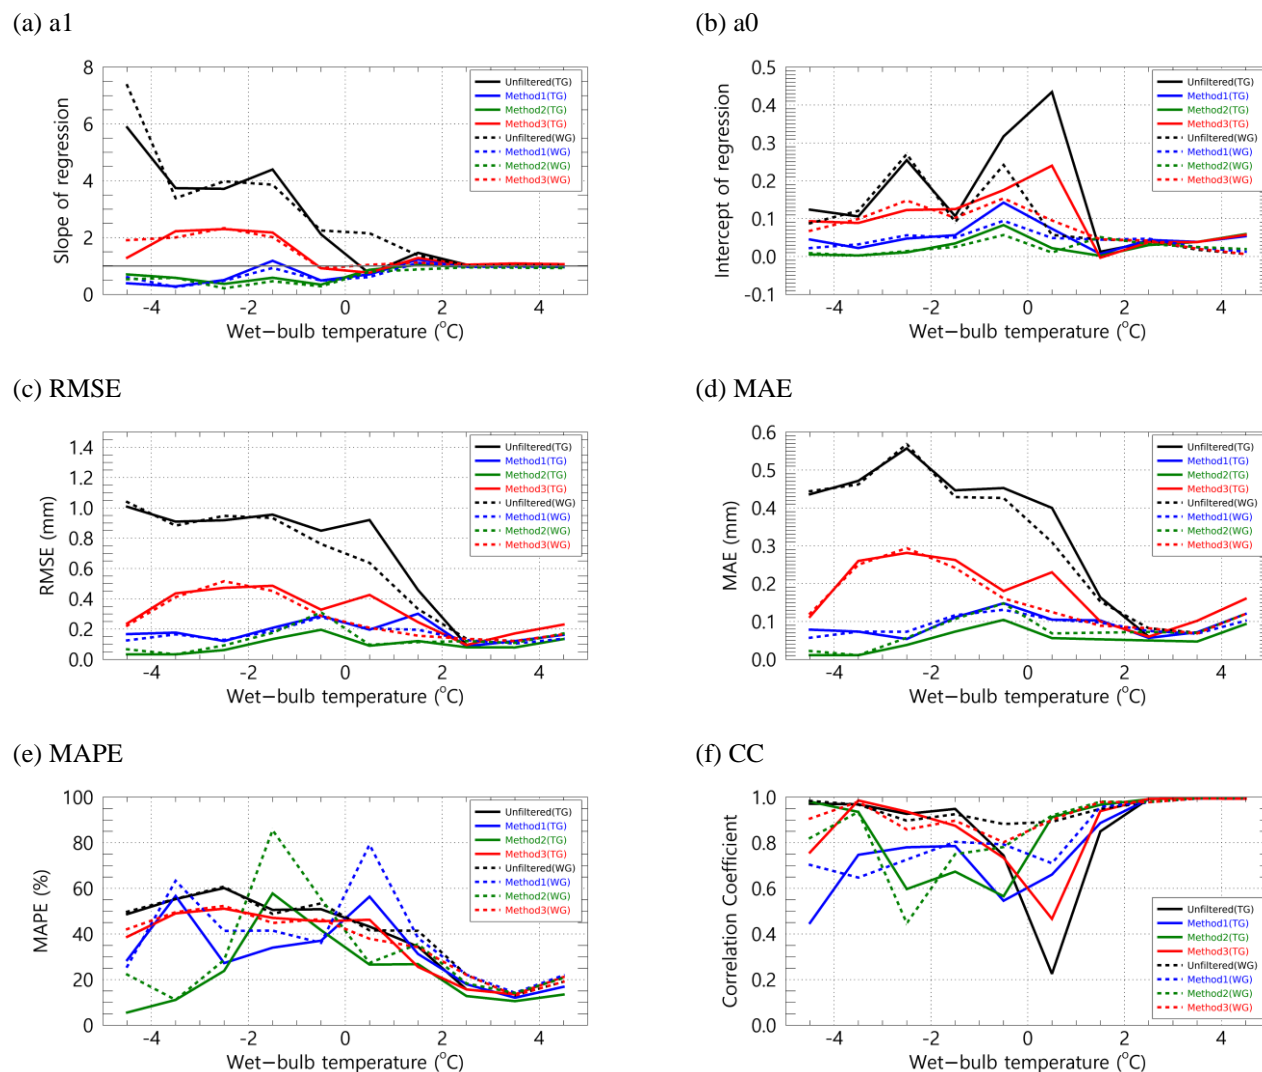 (a) a1
8
6
4
2
0
Slope of regression
-4
-2
0
2
4
Wet−bulb temperature (°C)
Unfiltered(TG)
Method1(TG)
Method2(TG)
Method3(TG)
Unfiltered(WG)
Method1(WG)
Method2(WG)
Method3(WG)
(b) a0
0.5
0.4
0.3
0.2
0.1
-0.0
-0.1
Intercept of regression
-4
-2
0
2
4
Wet−bulb temperature (°C)
Unfiltered(TG)
Method1(TG)
Method2(TG)
Method3(TG)
Unfiltered(WG)
Method1(WG)
Method2(WG)
Method3(WG)
(c) RMSE
1.4
1.2
1.0
0.8
0.6
0.4
0.2
0.0
RMSE (mm)
-4
-2
0
2
4
Wet−bulb temperature (°C)
Unfiltered(TG)
Method1(TG)
Method2(TG)
Method3(TG)
Unfiltered(WG)
Method1(WG)
Method2(WG)
Method3(WG)
(d) MAE
0.6
0.5
0.4
0.3
0.2
0.1
0.0
MAE (mm)
-4
-2
0
2
4
Wet−bulb temperature (°C)
Unfiltered(TG)
Method1(TG)
Method2(TG)
Method3(TG)
Unfiltered(WG)
Method1(WG)
Method2(WG)
Method3(WG)
(e) MAPE
100
80
60
40
20
0
MAPE (%)
-4
-2
0
2
4
Wet−bulb temperature (°C)
Unfiltered(TG)
Method1(TG)
Method2(TG)
Method3(TG)
Unfiltered(WG)
Method1(WG)
Method2(WG)
Method3(WG)
(f) CC
1.0
0.8
0.6
0.4
0.2
0.0
Correlation Coefficient
-4
-2
0
2
4
Wet−bulb temperature (°C)
Unfiltered(TG)
Method1(TG)
Method2(TG)
Method3(TG)
Unfiltered(WG)
Method1(WG)
Method2(WG)
Method3(WG)